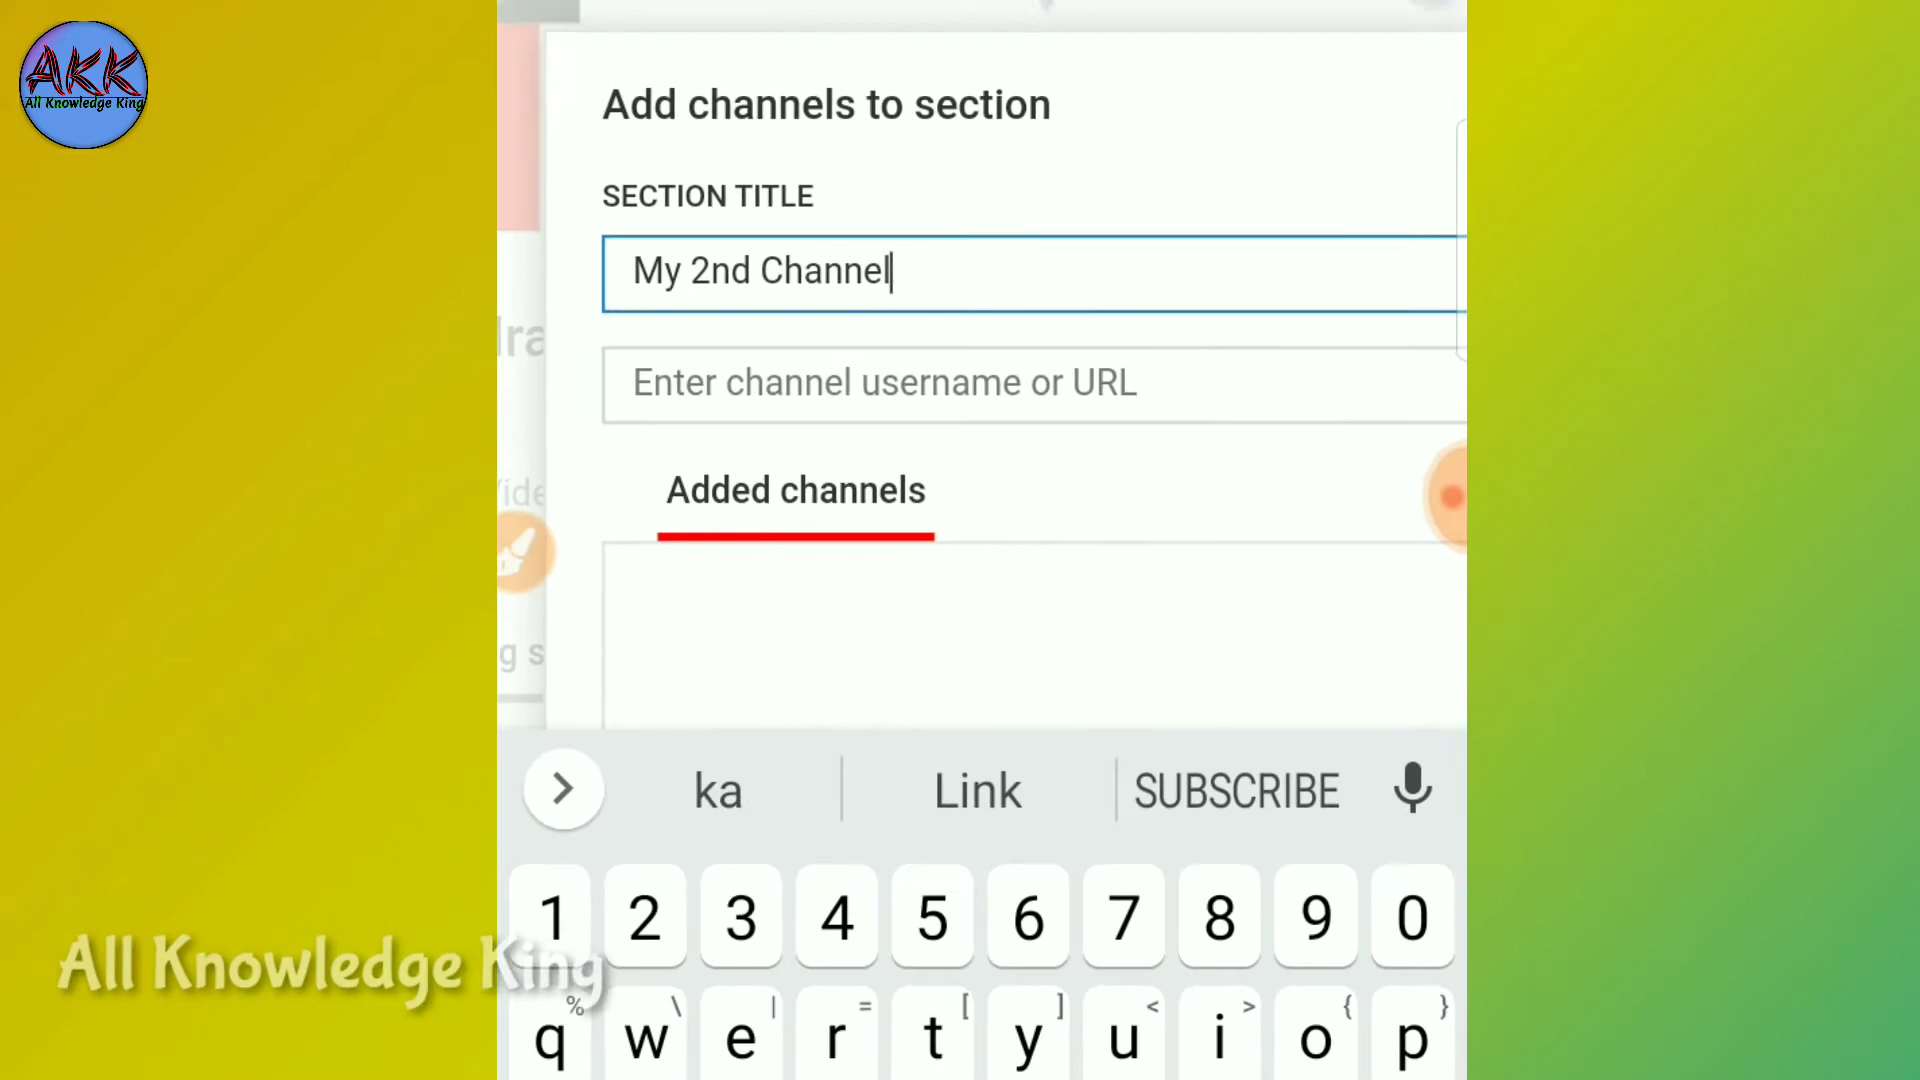 AKK
All Knowledge King
Add channels to section
SECTION TITLE
My 2nd Channel
Enter channel username or URL
Added channels
g s
ka
Link
SUBSCRIBE
1 2 3 4 5 6 7 8 9 0
All Knowledge King
% \ | = [ ] < > { }
q w e r t y u i o p